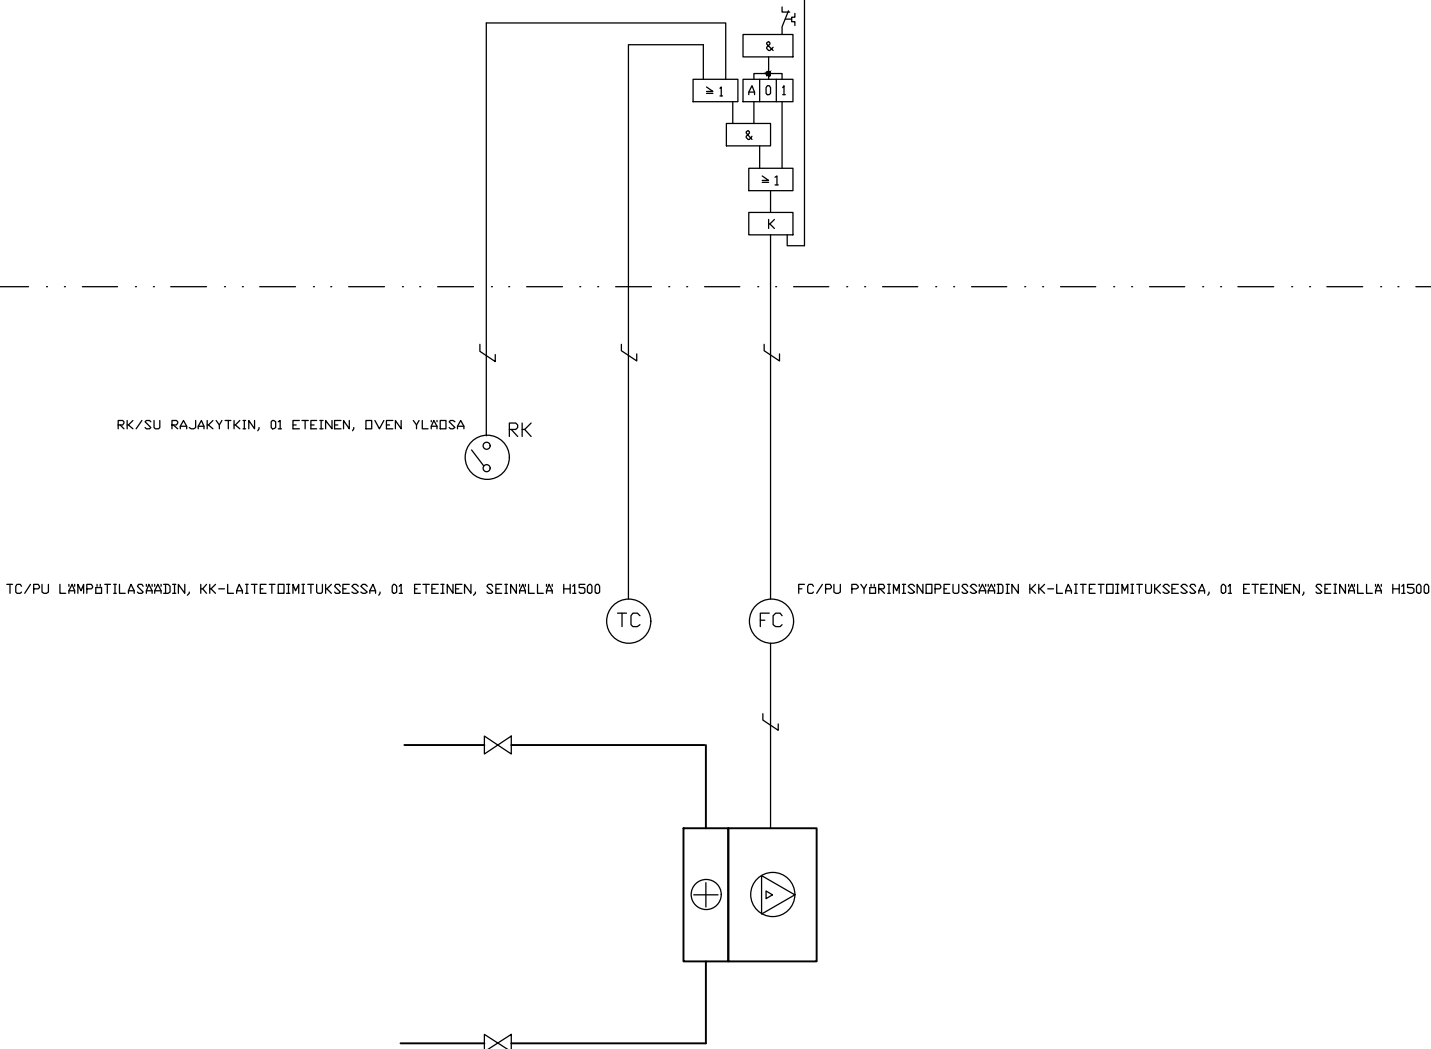 &
≥ 1
A 0 1
&
≥ 1
K
RK/SU RAJAKYTKIN, 01 ETEINEN, OVEN YLÄOSA
RK
TC/PU LÄMPÖTILASÄÄDIN, KK-LAITETOIMITUKSESSA, 01 ETEINEN, SEINÄLLÄ H1500
FC/PU PYÖRIMISNOPEUSSÄÄDIN KK-LAITETOIMITUKSESSA, 01 ETEINEN, SEINÄLLÄ H1500
TC
FC